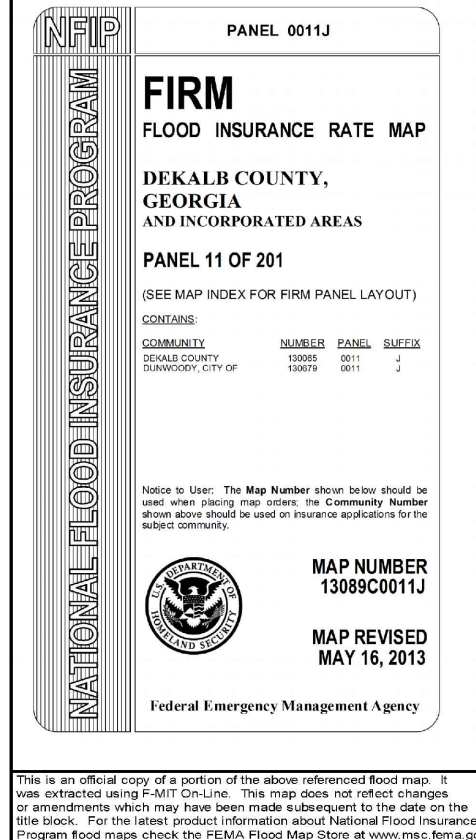 NFIP
PANEL 0011J
NATIONAL FLOOD INSURANCE PROGRAM
FIRM
FLOOD INSURANCE RATE MAP
DEKALB COUNTY,
GEORGIA
AND INCORPORATED AREAS
PANEL 11 OF 201
(SEE MAP INDEX FOR FIRM PANEL LAYOUT)
CONTAINS:
COMMUNITY NUMBER PANEL SUFFIX
DEKALB COUNTY 130065 0011 J
DUNWOODY, CITY OF 130679 0011 J
Notice to User: The Map Number shown below should be
used when placing map orders; the Community Number
shown above should be used on insurance applications for the
subject community.
U.S. DEPARTMENT OF
HOMELAND SECURITY
MAP NUMBER
13089C0011J
MAP REVISED
MAY 16, 2013
Federal Emergency Management Agency
This is an official copy of a portion of the above referenced flood map. It
was extracted using F-MIT On-Line. This map does not reflect changes
or amendments which may have been made subsequent to the date on the
title block. For the latest product information about National Flood Insurance
Program flood maps check the FEMA Flood Map Store at www.msc.fema.g